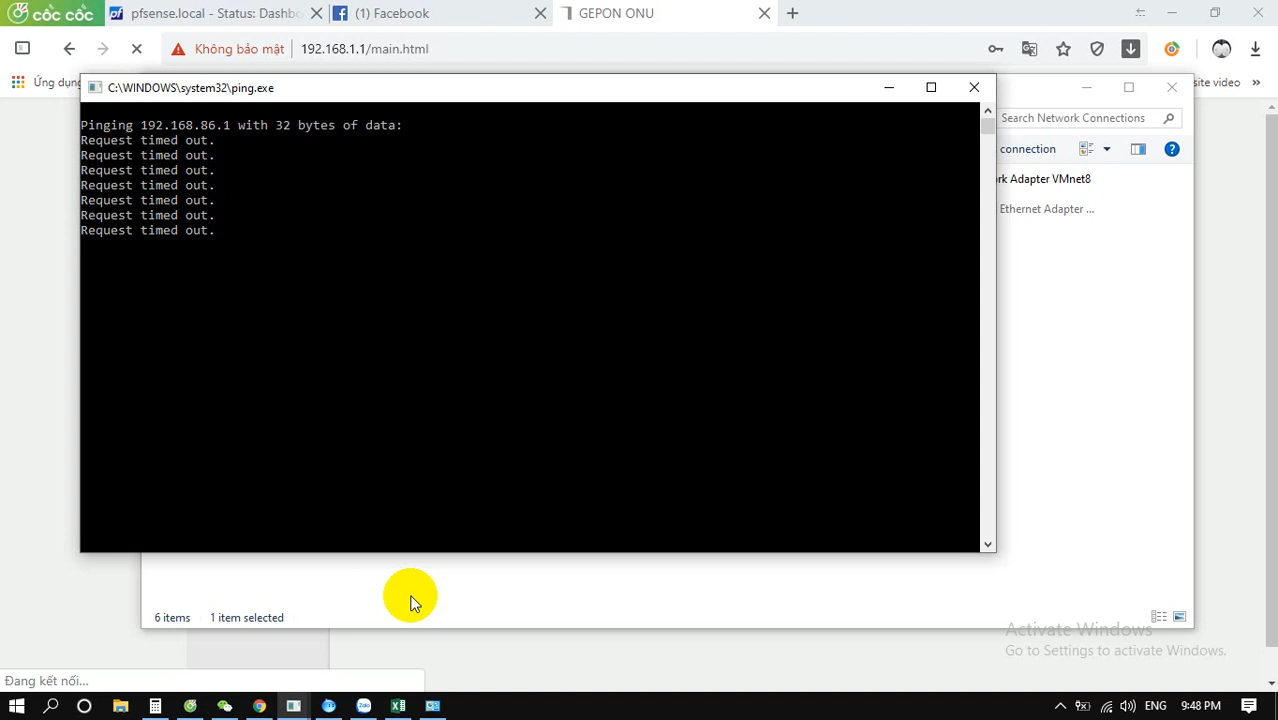 cốc cốc
pfsense.local - Status: Dashbo
(1) Facebook
GEPON ONU
Không bảo mật
192.168.1.1/main.html
Ứng dụng
site video
C:\WINDOWS\system32\ping.exe
Search Network Connections
connection
rk Adapter VMnet8
Ethernet Adapter ...
Pinging 192.168.86.1 with 32 bytes of data:
Request timed out.
Request timed out.
Request timed out.
Request timed out.
Request timed out.
Request timed out.
Request timed out.
6 items
1 item selected
Activate Windows
Go to Settings to activate Windows.
Đang kết nối...
Zalo
ENG
9:48 PM